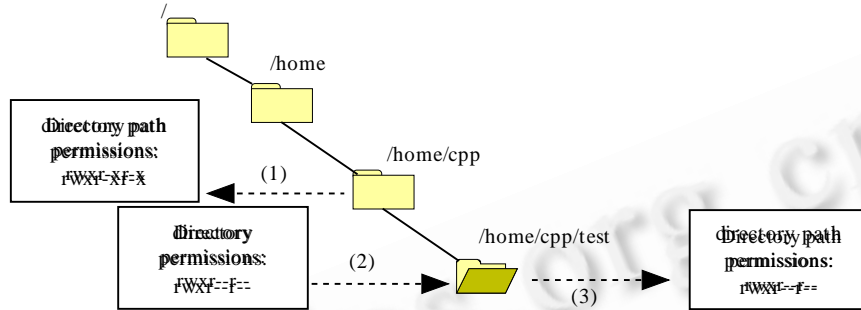 /
/home
Directory path
permissions:
rwxr-xr-x
/home/cpp
(1)
Directory
permissions:
rwxr--r--
(2)
/home/cpp/test
(3)
Directory path
permissions:
rwxr--r--